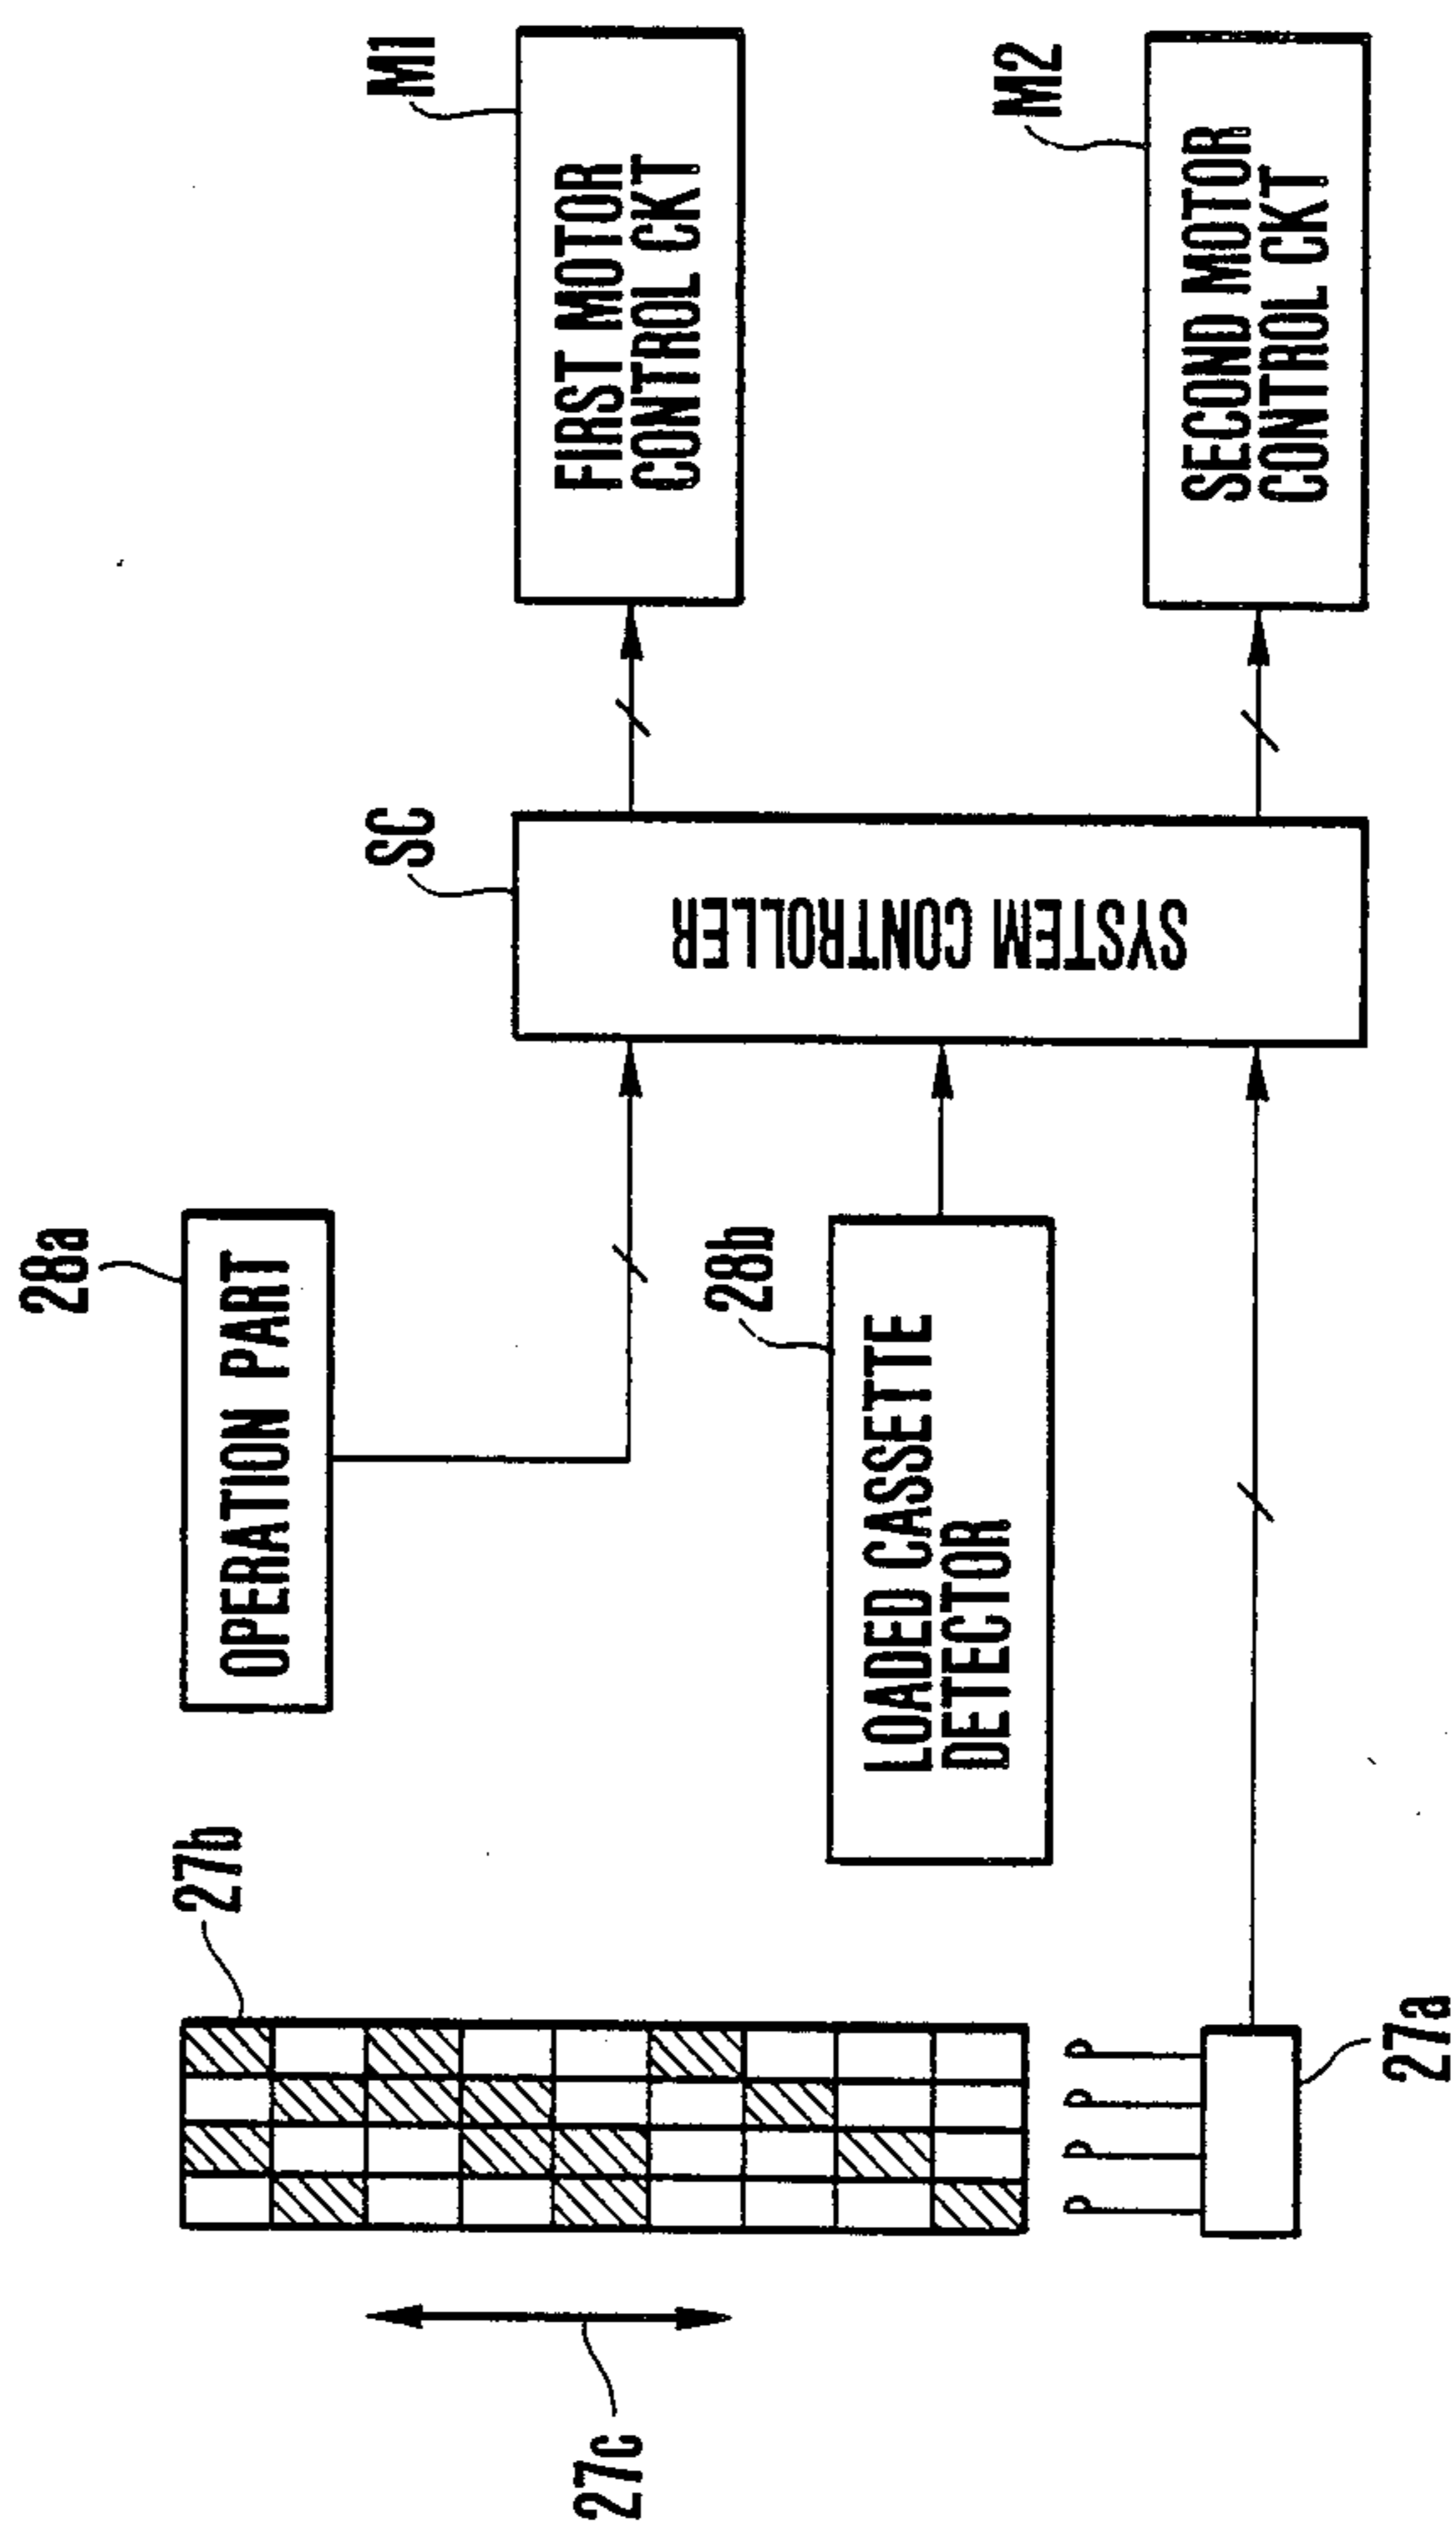 27c
27b
27a
28a
OPERATION PART
28b
LOADED CASSETTE
DETECTOR
SC
SYSTEM CONTROLLER
M1
FIRST MOTOR
CONTROL CKT
M2
SECOND MOTOR
CONTROL CKT